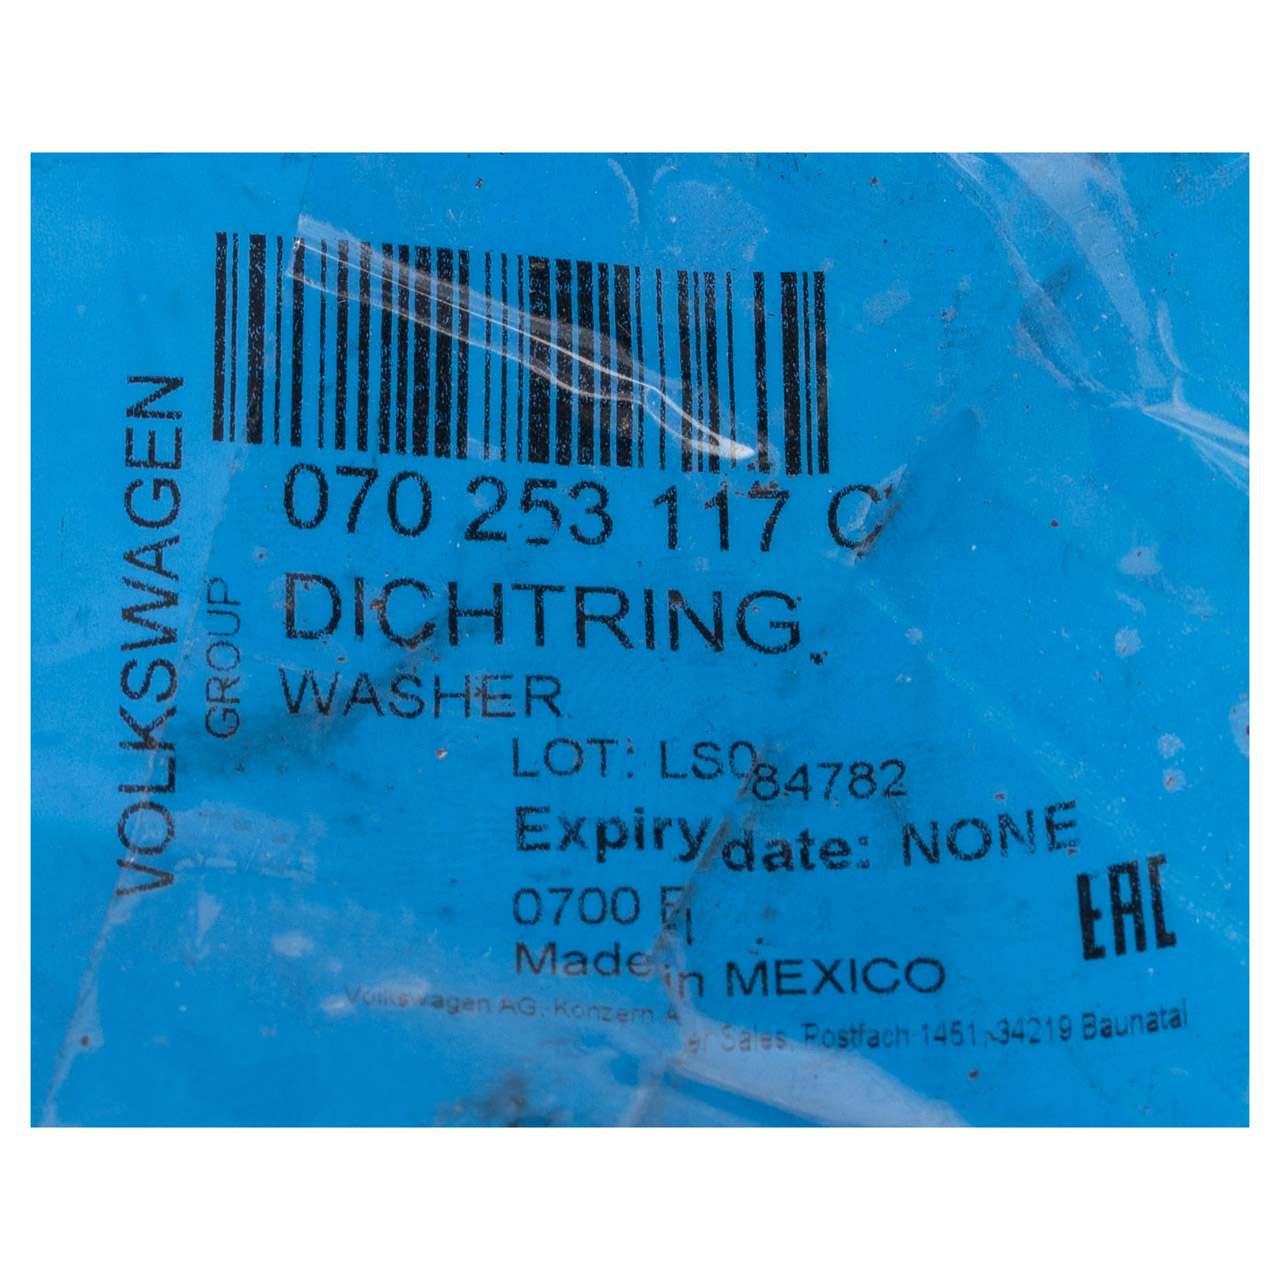 VOLKSWAGEN
GROUP
070 253 117 C
DICHTRING
WASHER
LOT: LS084782
Expiry date: NONE
0700
Made in MEXICO
EAC
Volkswagen AG, Konzern Sales, Postfach 1451, 34219 Baunatal